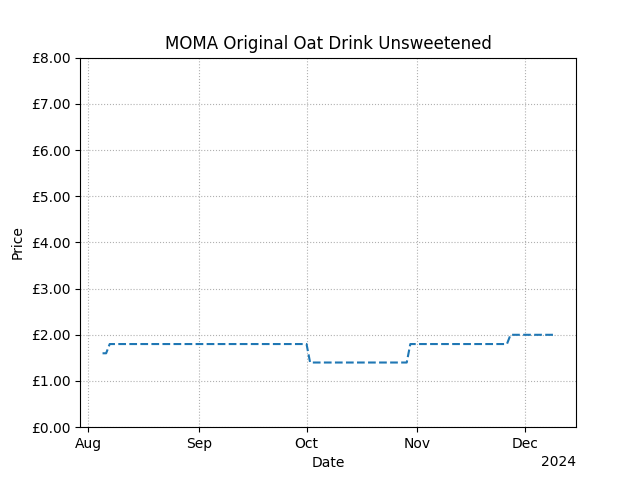 MOMA Original Oat Drink Unsweetened
£8.00
£7.00
£6.00
£5.00
£4.00
£3.00
£2.00
£1.00
£0.00
Price
Aug Sep Oct Nov Dec
Date
2024